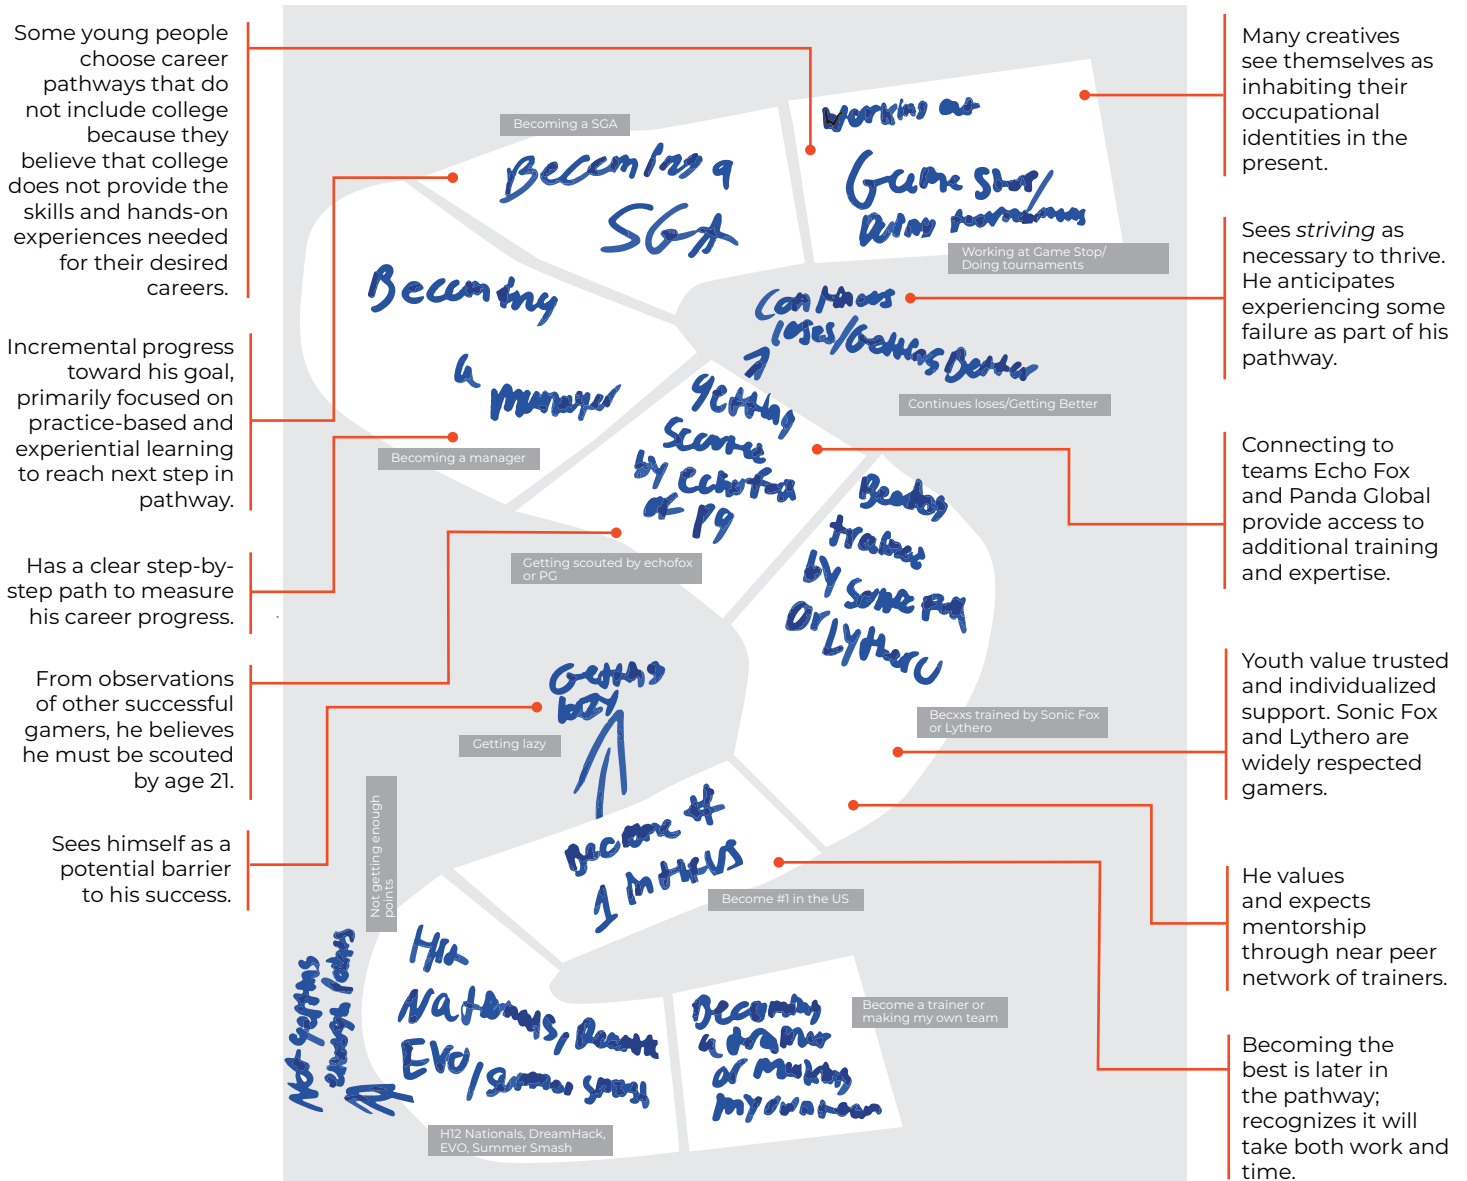 Some young people
choose career
pathways that do
not include college
because they
believe that college
does not provide the
skills and hands-on
experiences needed
for their desired
careers.
Incremental progress
toward his goal,
primarily focused on
practice-based and
experiential learning
to reach next step in
pathway.
Has a clear step-by-
step path to measure
his career progress.
From observations
of other successful
gamers, he believes
he must be scouted
by age 21.
Sees himself as a
potential barrier
to his success.
Working at
Game Stop/
Doing tournaments
Working at Game Stop/
Doing tournaments
Becoming a SGA
Becoming a
SGA
Becoming
a
manager
Becoming a manager
Continues
loses/Getting Better
Continues loses/Getting Better
getting
scouted
by echofox
or PG
Getting scouted by echofox
or PG
trained
by Sonic Fox
Or Lythero
Becxxs trained by Sonic Fox
or Lythero
Getting
lazy
Getting lazy
Become #
1 in the US
Become #1 in the US
Not getting enough
points
Not getting
enough points
Hit
Nationals,
EVO/Summer Smash
H12 Nationals, DreamHack,
EVO, Summer Smash
Becoming
a trainer
or making
my own team
Become a trainer or
making my own team
Many creatives
see themselves as
inhabiting their
occupational
identities in the
present.
Sees striving as
necessary to thrive.
He anticipates
experiencing some
failure as part of his
pathway.
Connecting to
teams Echo Fox
and Panda Global
provide access to
additional training
and expertise.
Youth value trusted
and individualized
support. Sonic Fox
and Lythero are
widely respected
gamers.
He values
and expects
mentorship
through near peer
network of trainers.
Becoming the
best is later in
the pathway;
recognizes it will
take both work and
time.